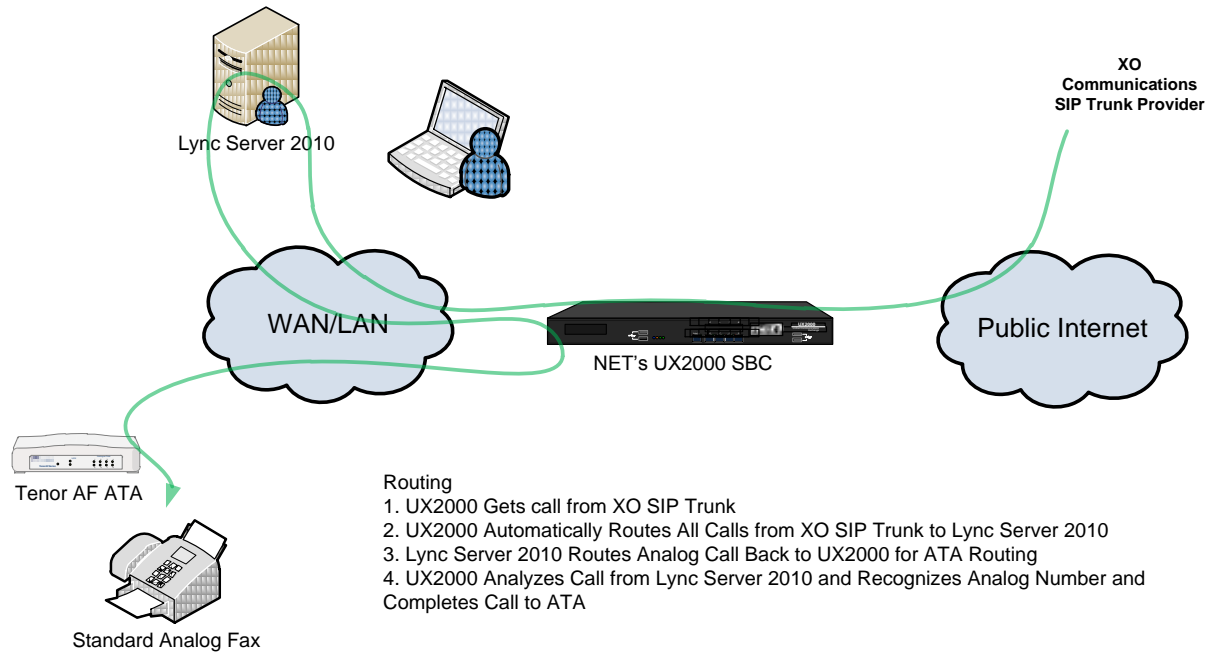 XO
Communications
SIP Trunk Provider
Lync Server 2010
WAN/LAN
UX2000
NET's UX2000 SBC
Public Internet
Tenor AF ATA
Standard Analog Fax
Routing
1. UX2000 Gets call from XO SIP Trunk
2. UX2000 Automatically Routes All Calls from XO SIP Trunk to Lync Server 2010
3. Lync Server 2010 Routes Analog Call Back to UX2000 for ATA Routing
4. UX2000 Analyzes Call from Lync Server 2010 and Recognizes Analog Number and
Completes Call to ATA